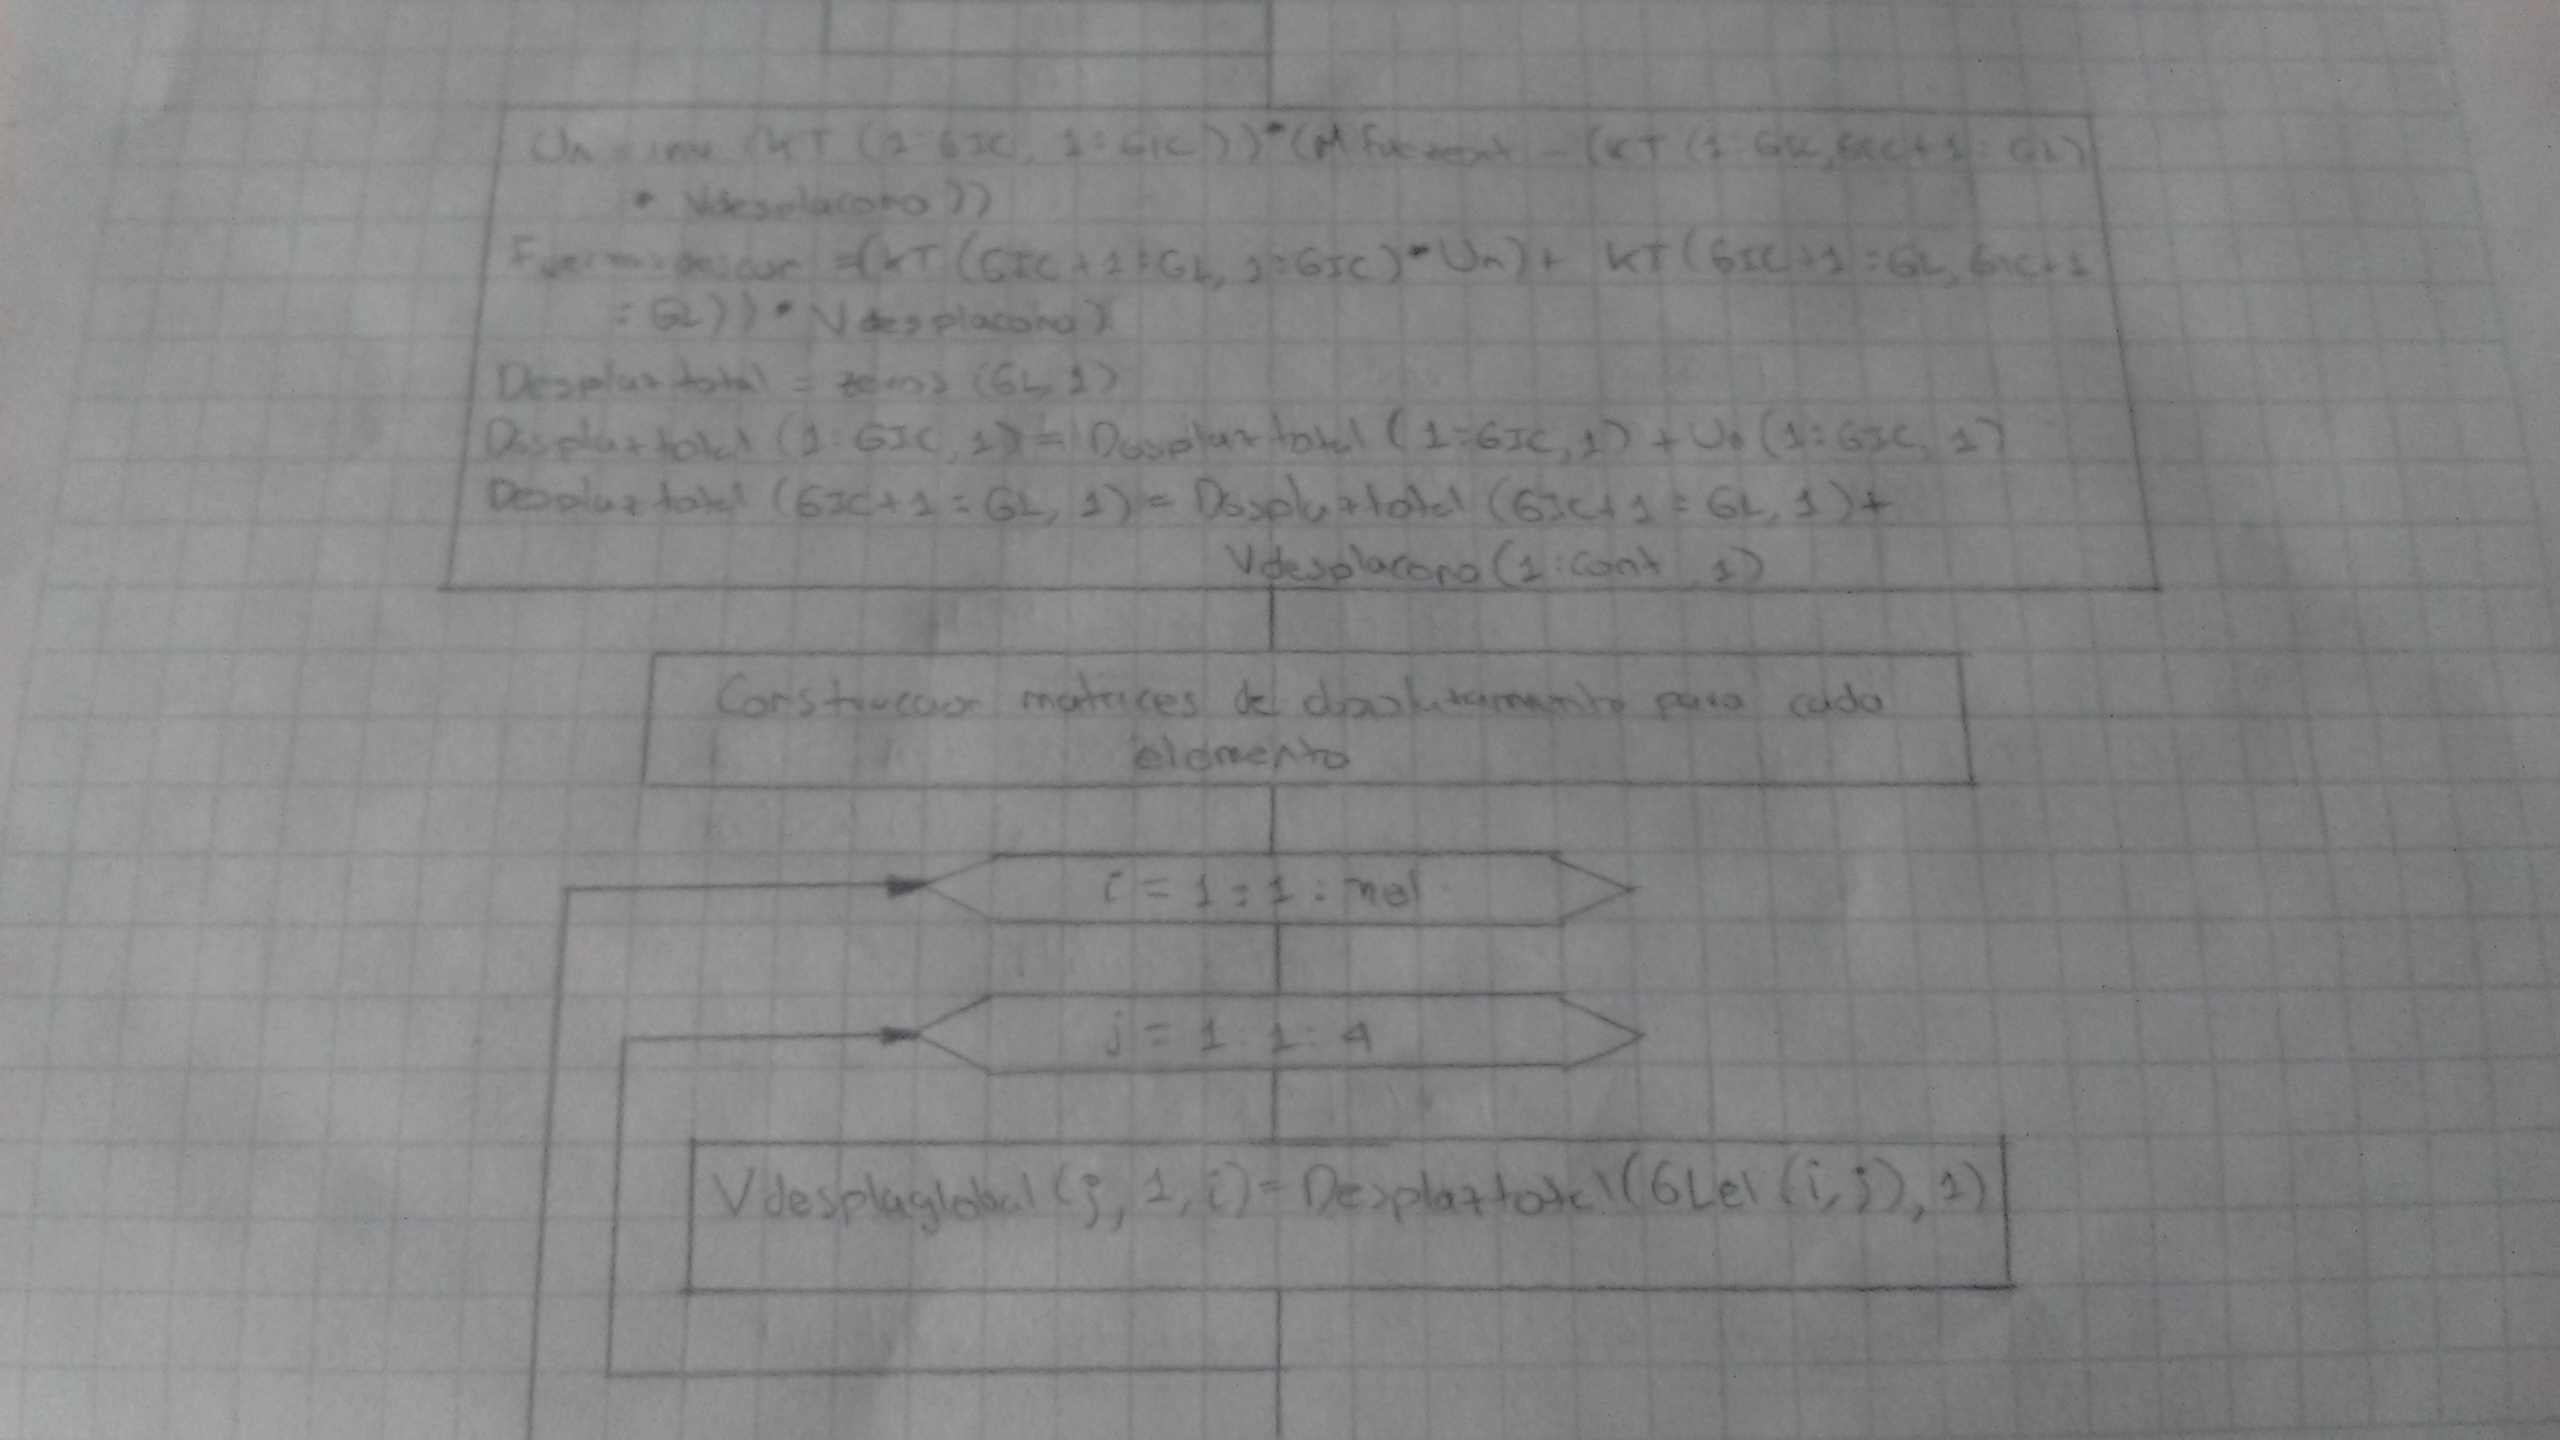 Un = inv (KT (1:GIC, 1:GIC))*(MFuerzext - (KT (1:GIC,GIC+1:GL)
* Vdesplacono))
=(KT (GIC+1:GL, 1:GIC)*Un)+ KT(GIC+1:GL, GIC+1
:GL))*Vdesplacono)
Desplaztotal = zeros (GL,1)
Desplaztotal (1:GIC,1) = Desplaztotal (1:GIC,1) + Un(1:GIC, 1)
Desplaztotal (GIC+1:GL, 1) = Desplaztotal (GIC+1:GL, 1)+
Vdesplacono(1:cont, 1)
Construccion matrices de desplazamiento para cada
elemento
i = 1:1:nel
j = 1:1:4
Vdesplaglobal(j, 1, i)= Desplaztotal(GLel(i,j),1)